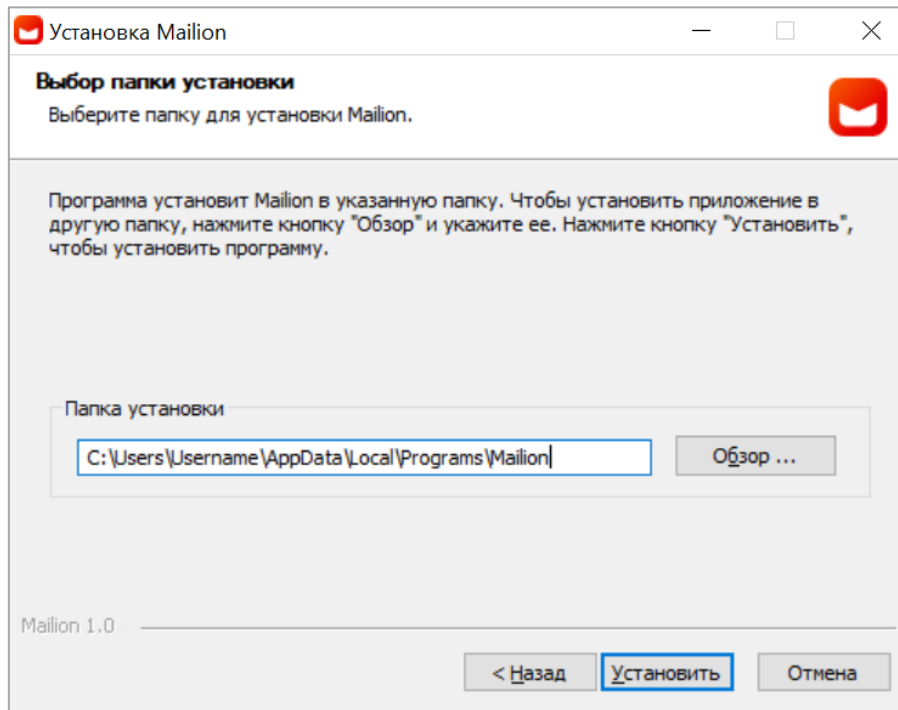 Установка Mailion
Выбор папки установки
Выберите папку для установки Mailion.
Программа установит Mailion в указанную папку. Чтобы установить приложение в
другую папку, нажмите кнопку "Обзор" и укажите ее. Нажмите кнопку "Установить",
чтобы установить программу.
Папка установки
C:\Users\Username\AppData\Local\Programs\Mailion
Обзор ...
Mailion 1.0
< Назад
Установить
Отмена